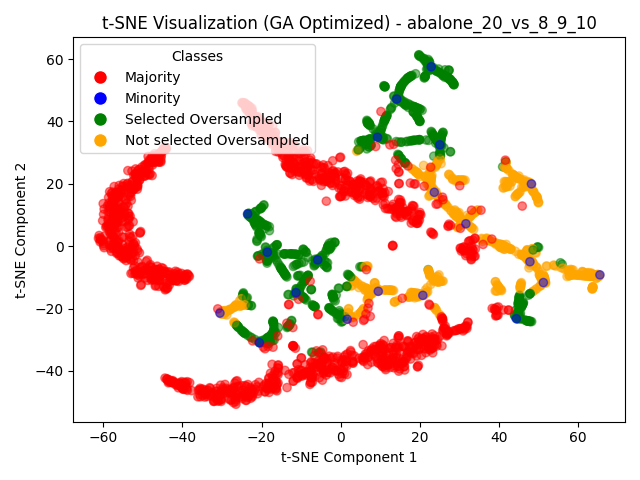 t-SNE Visualization (GA Optimized) - abalone_20_vs_8_9_10
Classes
Majority
Minority
Selected Oversampled
Not selected Oversampled
60
40
20
0
−20
−40
t-SNE Component 2
−60 −40 −20 0 20 40 60
t-SNE Component 1